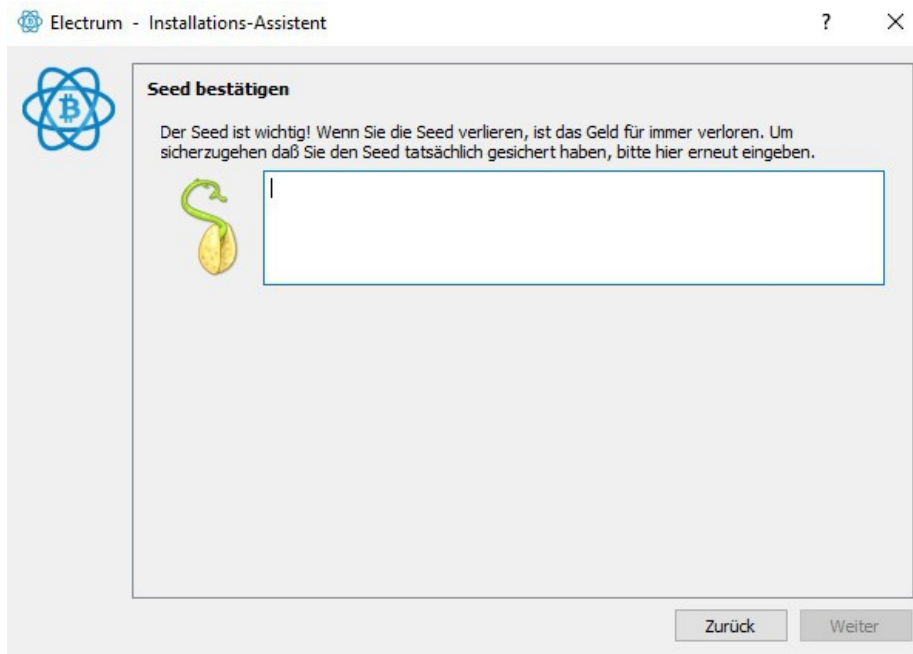 Electrum - Installations-Assistent
?
Seed bestätigen
Der Seed ist wichtig! Wenn Sie die Seed verlieren, ist das Geld für immer verloren. Um
sicherzugehen daß Sie den Seed tatsächlich gesichert haben, bitte hier erneut eingeben.
Zurück
Weiter